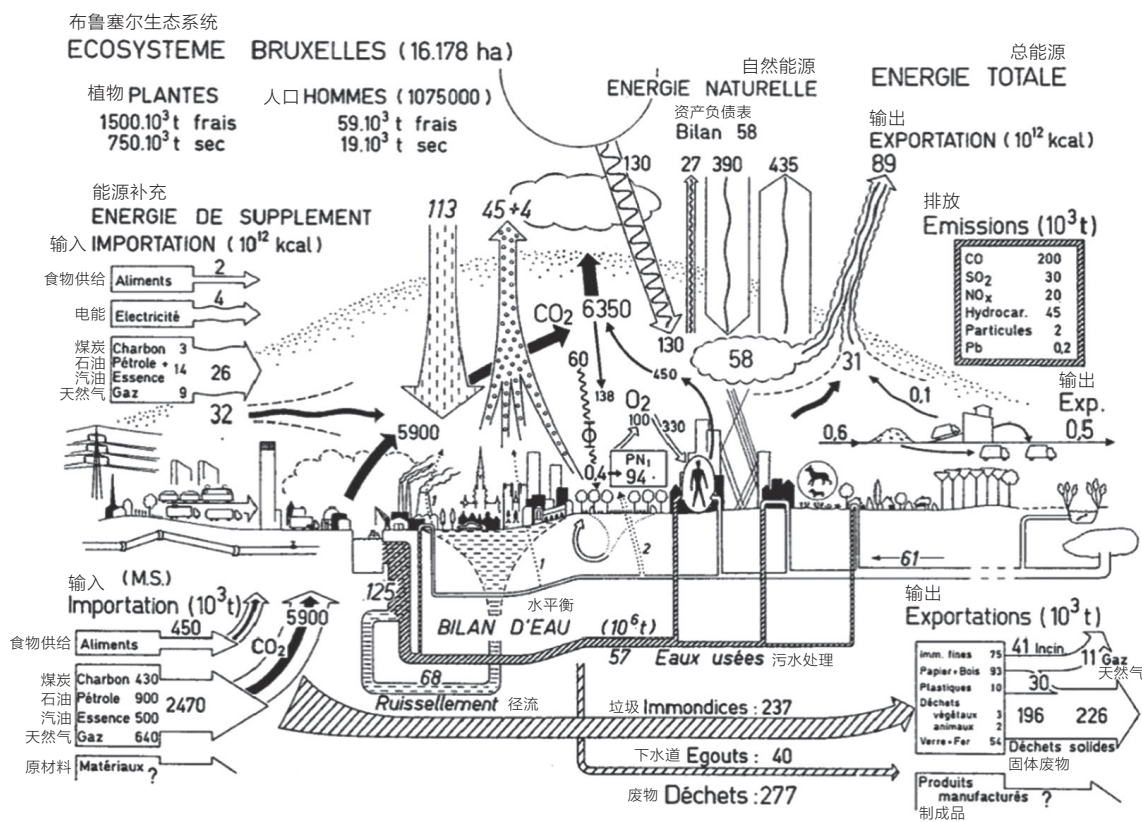 布鲁塞尔生态系统
ECOSYSTEME BRUXELLES (16.178 ha)
植物 PLANTES
1500.10³ t frais
750.10³ t sec
人口 HOMMES (1075000)
59.10³ t frais
19.10³ t sec
自然能源
ENERGIE NATURELLE
资产负债表
Bilan 58
总能源
ENERGIE TOTALE
输出
EXPORTATION (10¹² kcal)
89
130
27
390
435
能源补充
ENERGIE DE SUPPLEMENT
输入 IMPORTATION (10¹² kcal)
食物供给 Aliments 2
电能 Electricité 4
煤炭 Charbon 3
石油 Pétrole + 14
汽油 Essence
天然气 Gaz 9
26
32
113
45+4
CO₂
6350
60
138
450
130
58
31
排放
Emissions (10³t)
CO 200
SO₂ 30
NOₓ 20
Hydrocar. 45
Particules 2
Pb 0,2
输出
Exp.
0,5
0,1
0,6
5900
O₂
100
330
0,4
PN₁
94
1
2
61
125
水平衡
BILAN D'EAU (10⁶t)
57
Eaux usées 污水处理
68
Ruissellement 径流
输入 (M.S.)
Importation (10³t)
450
食物供给 Aliments
CO₂
5900
煤炭 Charbon 430
石油 Pétrole 900
汽油 Essence 500
天然气 Gaz 640
2470
原材料 Matériaux ?
垃圾 Immondices : 237
下水道 Egouts : 40
废物 Déchets : 277
输出
Exportations (10³t)
Imm. fines 75
Papier+Bois 93
Plastiques 10
Déchets
végétaux 3
animaux 2
Verre+Fer 54
41 Incin.
11 Gaz
天然气
30
196 226
Déchets solides
固体废物
Produits
manufacturés ?
制成品